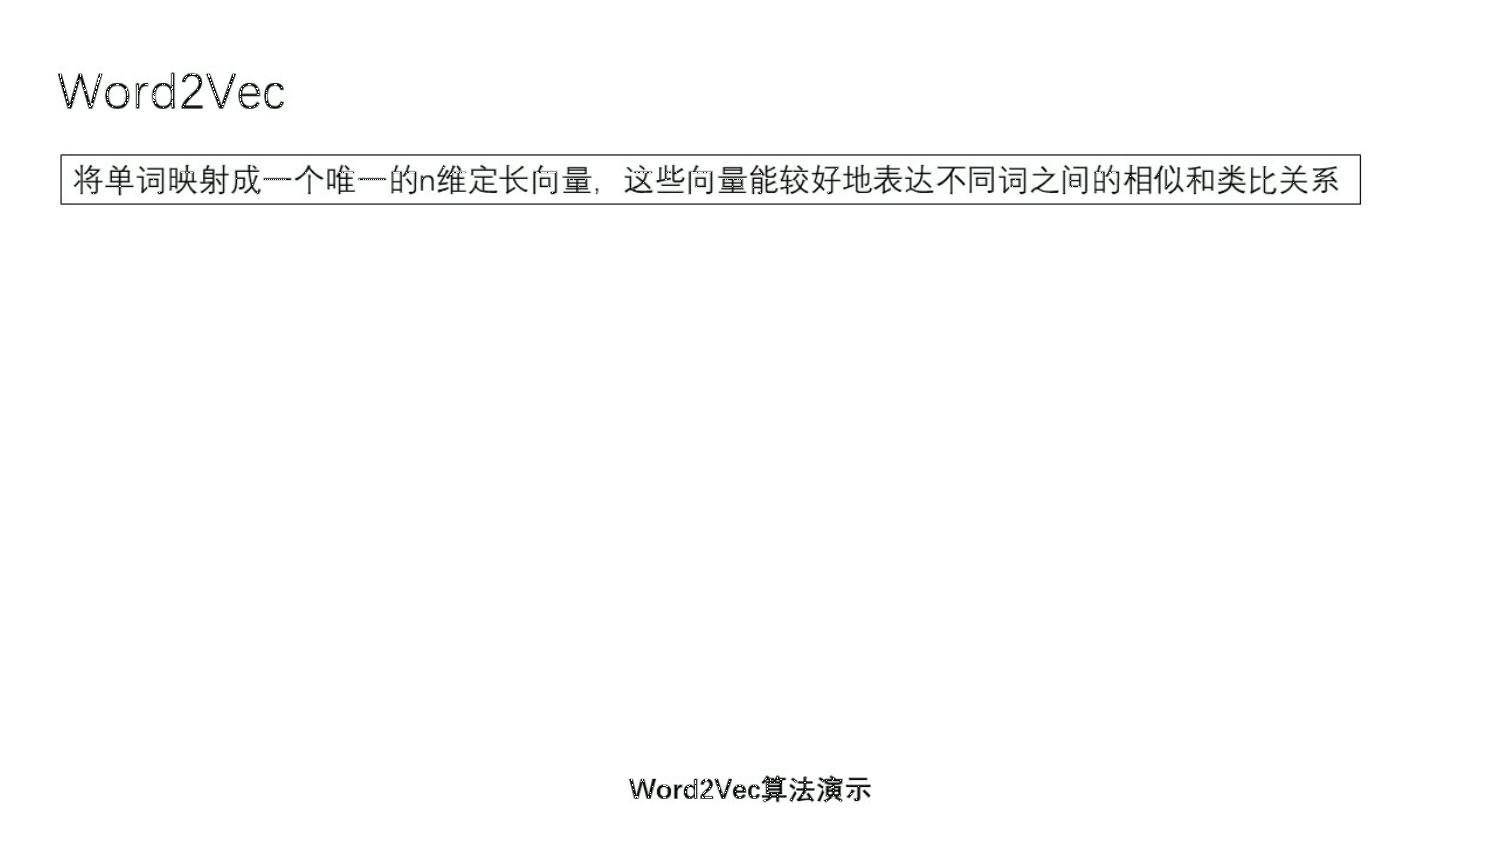 Word2Vec
将单词映射成一个唯一的n维定长向量，这些向量能较好地表达不同词之间的相似和类比关系
Word2Vec算法演示